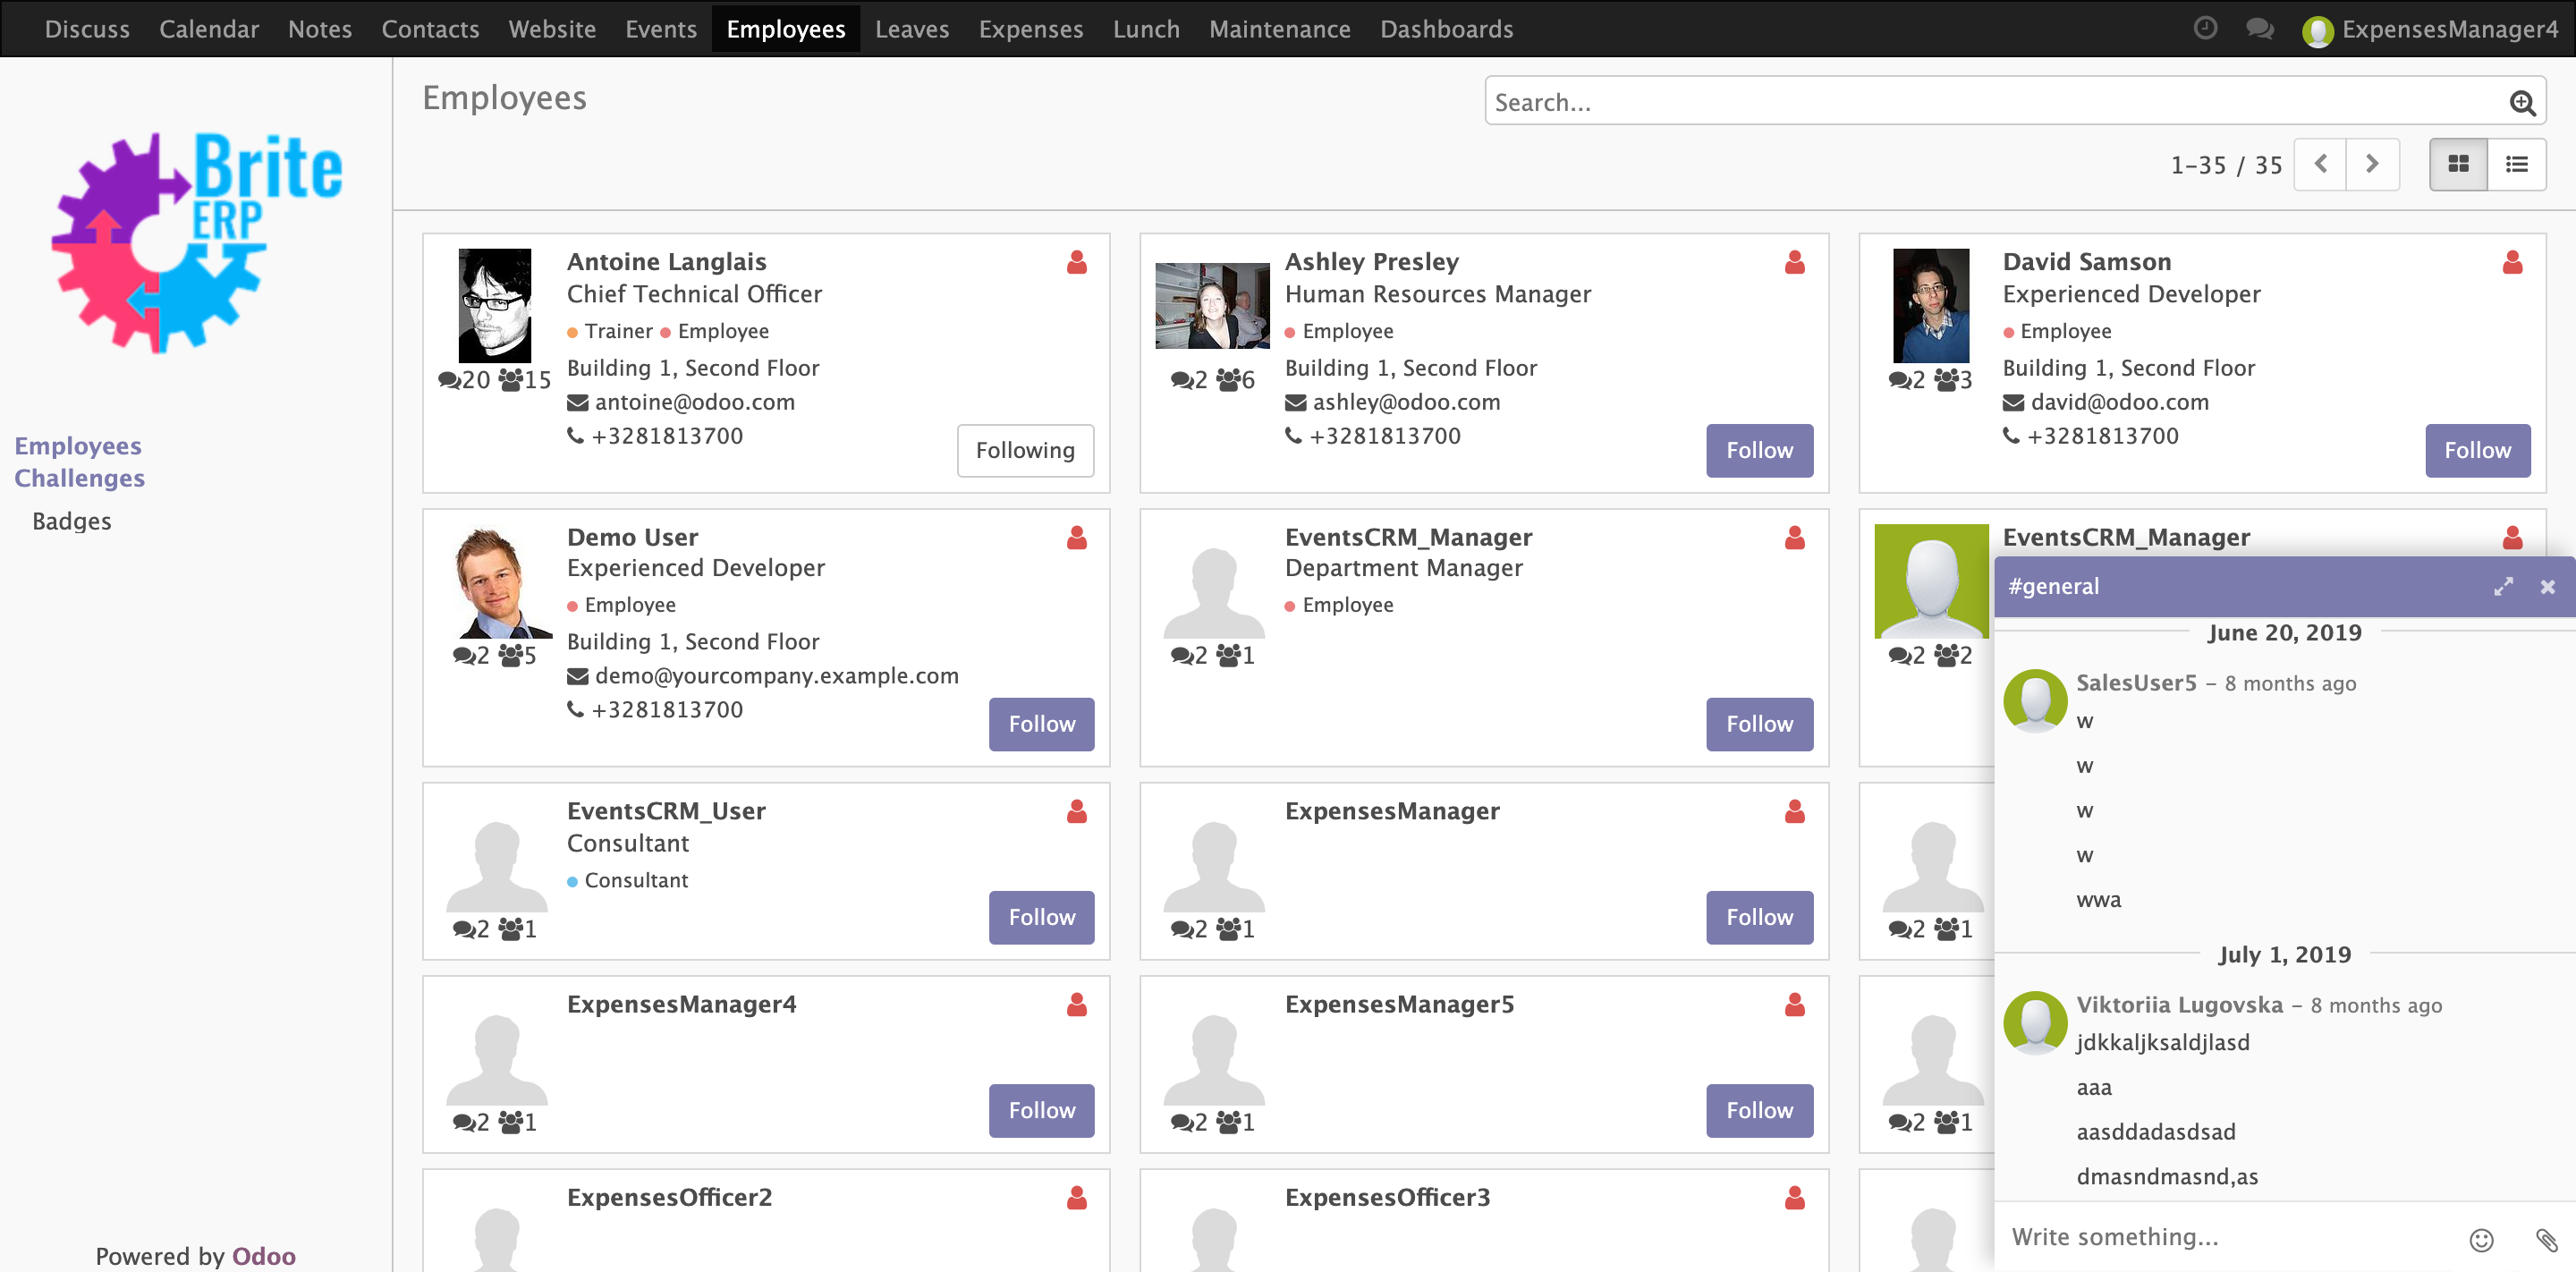 Discuss Calendar Notes Contacts Website Events Employees Leaves Expenses Lunch Maintenance Dashboards ExpensesManager4
Brite
ERP
Employees
Challenges
Badges
Powered by Odoo
Employees
Search...
1-35 / 35
Antoine Langlais
Chief Technical Officer
Trainer Employee
Building 1, Second Floor
antoine@odoo.com
+3281813700
20 15
Following
Ashley Presley
Human Resources Manager
Employee
Building 1, Second Floor
ashley@odoo.com
+3281813700
2 6
Follow
David Samson
Experienced Developer
Employee
Building 1, Second Floor
david@odoo.com
+3281813700
2 3
Follow
Demo User
Experienced Developer
Employee
Building 1, Second Floor
demo@yourcompany.example.com
+3281813700
2 5
Follow
EventsCRM_Manager
Department Manager
Employee
2 1
Follow
EventsCRM_Manager
2 2
EventsCRM_User
Consultant
Consultant
2 1
Follow
ExpensesManager
2 1
Follow
2 1
ExpensesManager4
2 1
Follow
ExpensesManager5
2 1
Follow
2 1
ExpensesOfficer2
ExpensesOfficer3
#general
June 20, 2019
SalesUser5 – 8 months ago
w
w
w
w
wwa
July 1, 2019
Viktoriia Lugovska – 8 months ago
jdkkaljksaldjlasd
aaa
aasddadasdsad
dmasndmasnd,as
Write something...